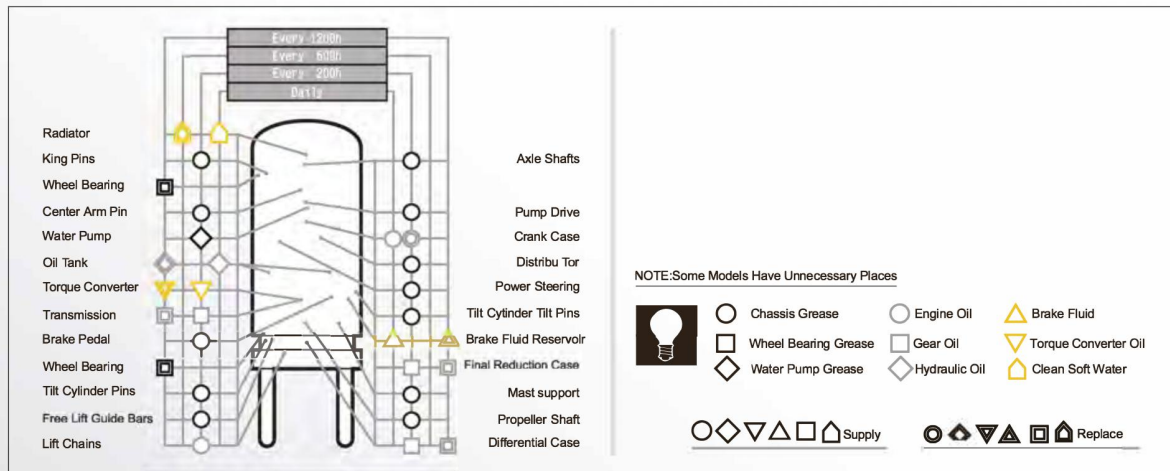 Every 1200h
Every 600h
Every 200h
Daily
Radiator
King Pins
Wheel Bearing
Center Arm Pin
Water Pump
Oil Tank
Torque Converter
Transmission
Brake Pedal
Wheel Bearing
Tilt Cylinder Pins
Free Lift Guide Bars
Lift Chains
Axle Shafts
Pump Drive
Crank Case
Distribu Tor
Power Steering
Tilt Cylinder Tilt Pins
Brake Fluid Reservolr
Final Reduction Case
Mast support
Propeller Shaft
Differential Case
NOTE:Some Models Have Unnecessary Places
Chassis Grease
Engine Oil
Brake Fluid
Wheel Bearing Grease
Gear Oil
Torque Converter Oil
Water Pump Grease
Hydraulic Oil
Clean Soft Water
Supply
Replace